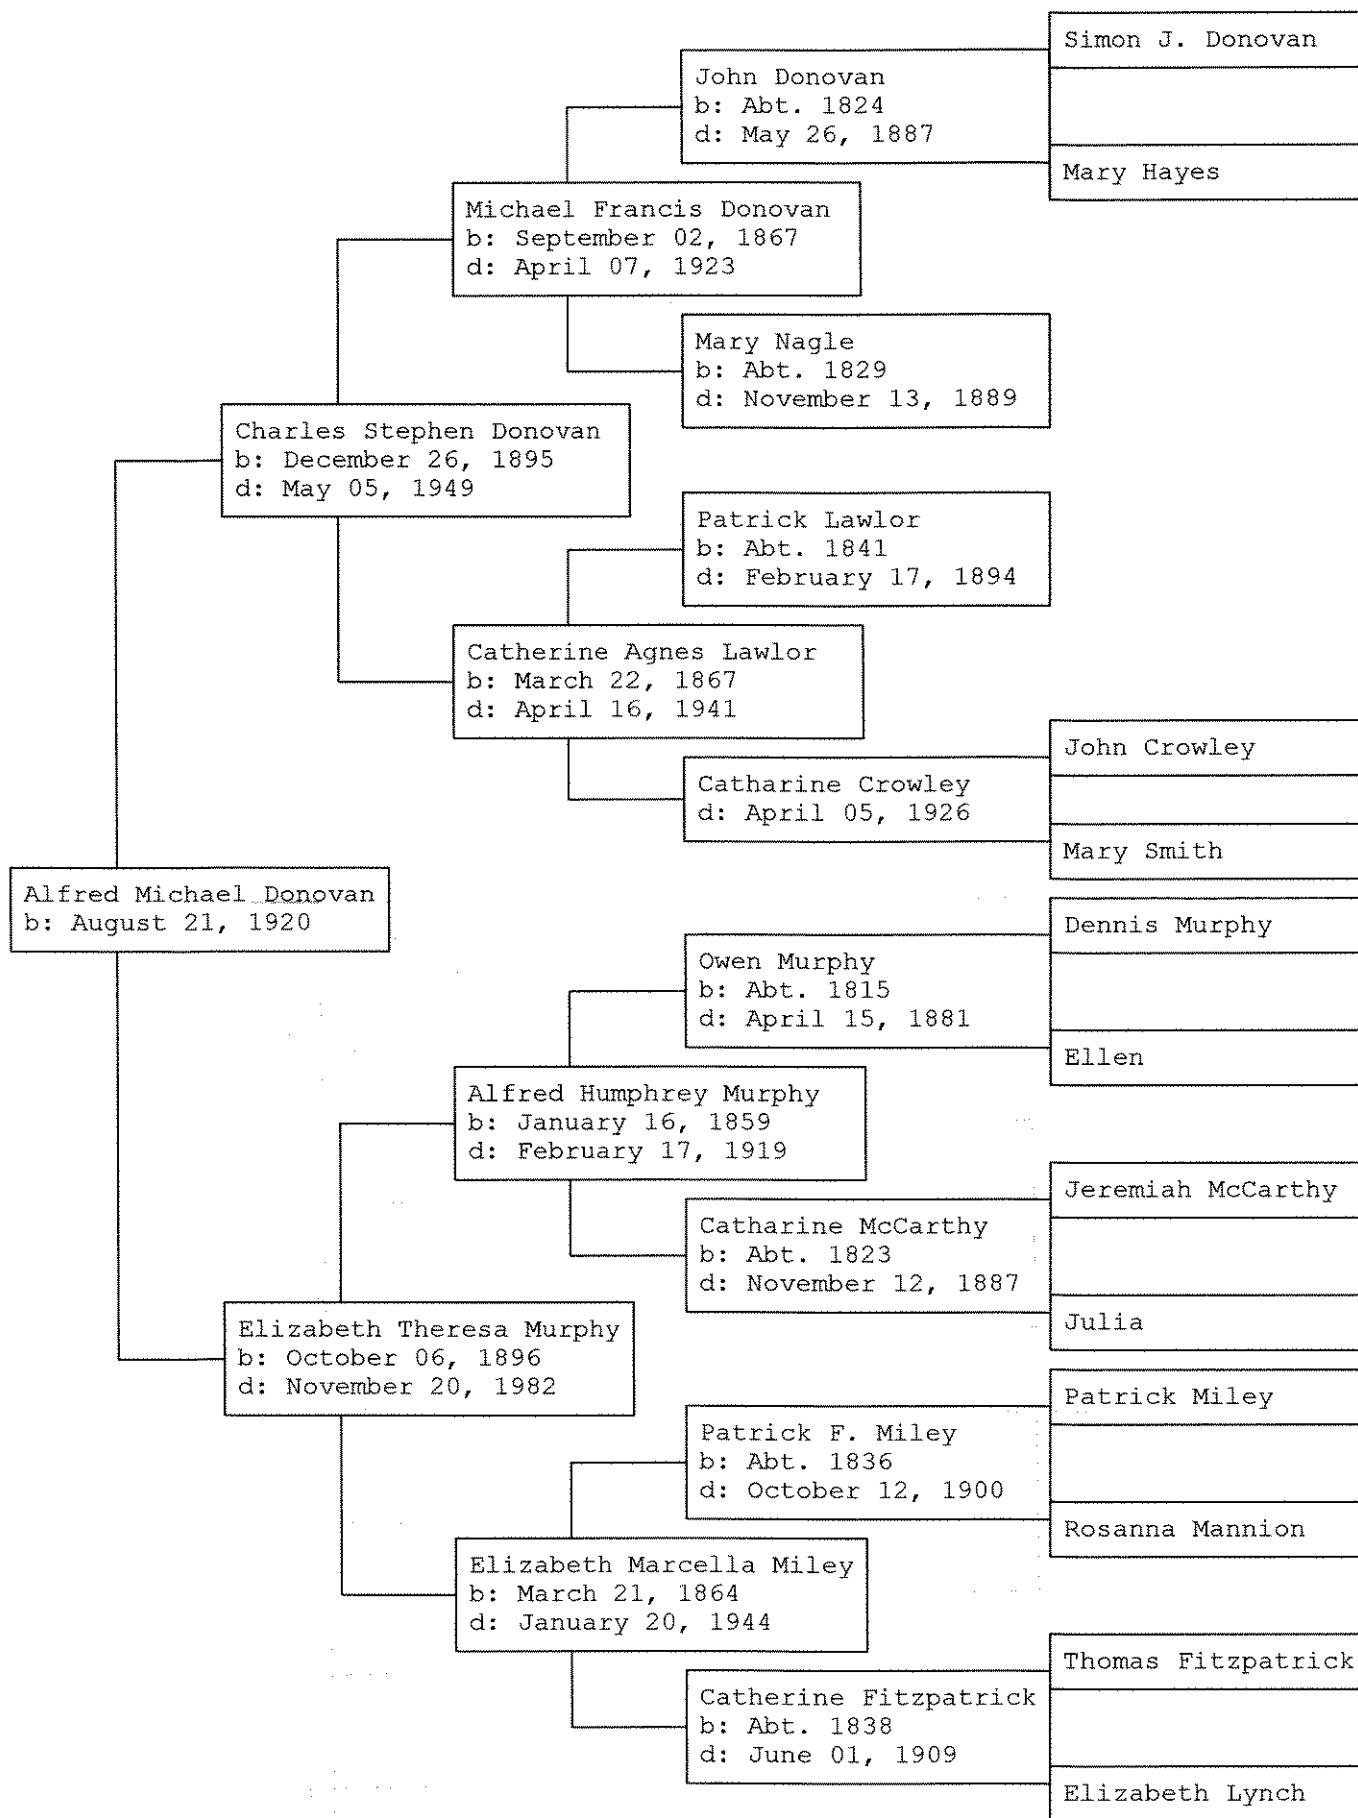 Simon J. Donovan
John Donovan
b: Abt. 1824
d: May 26, 1887
Mary Hayes
Michael Francis Donovan
b: September 02, 1867
d: April 07, 1923
Mary Nagle
b: Abt. 1829
d: November 13, 1889
Charles Stephen Donovan
b: December 26, 1895
d: May 05, 1949
Patrick Lawlor
b: Abt. 1841
d: February 17, 1894
Catherine Agnes Lawlor
b: March 22, 1867
d: April 16, 1941
John Crowley
Catharine Crowley
d: April 05, 1926
Mary Smith
Alfred Michael Donovan
b: August 21, 1920
Dennis Murphy
Owen Murphy
b: Abt. 1815
d: April 15, 1881
Ellen
Alfred Humphrey Murphy
b: January 16, 1859
d: February 17, 1919
Jeremiah McCarthy
Catharine McCarthy
b: Abt. 1823
d: November 12, 1887
Julia
Elizabeth Theresa Murphy
b: October 06, 1896
d: November 20, 1982
Patrick Miley
Patrick F. Miley
b: Abt. 1836
d: October 12, 1900
Rosanna Mannion
Elizabeth Marcella Miley
b: March 21, 1864
d: January 20, 1944
Thomas Fitzpatrick
Catherine Fitzpatrick
b: Abt. 1838
d: June 01, 1909
Elizabeth Lynch